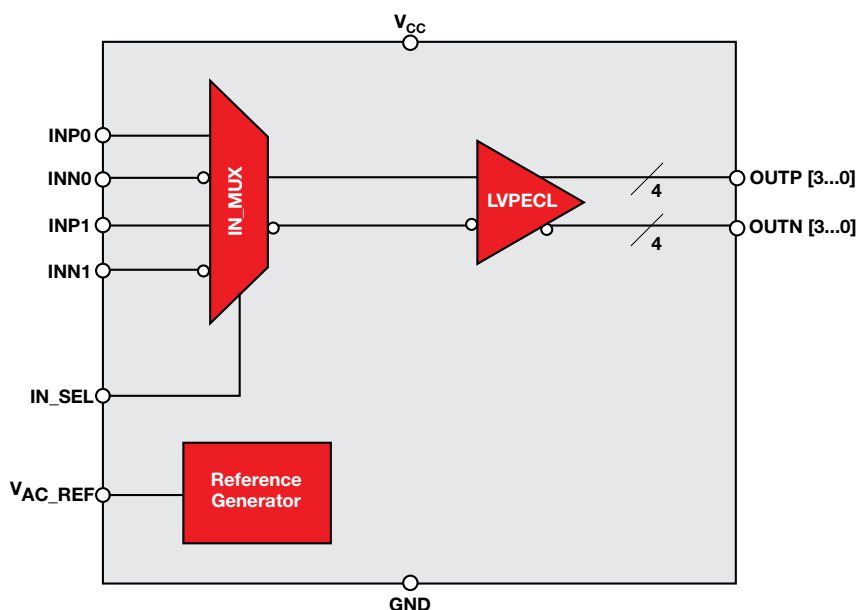 VCC
INP0
INN0
INP1
INN1
IN_SEL
VAC_REF
IN_MUX
LVPECL
4
4
OUTP [3...0]
OUTN [3...0]
Reference
Generator
GND